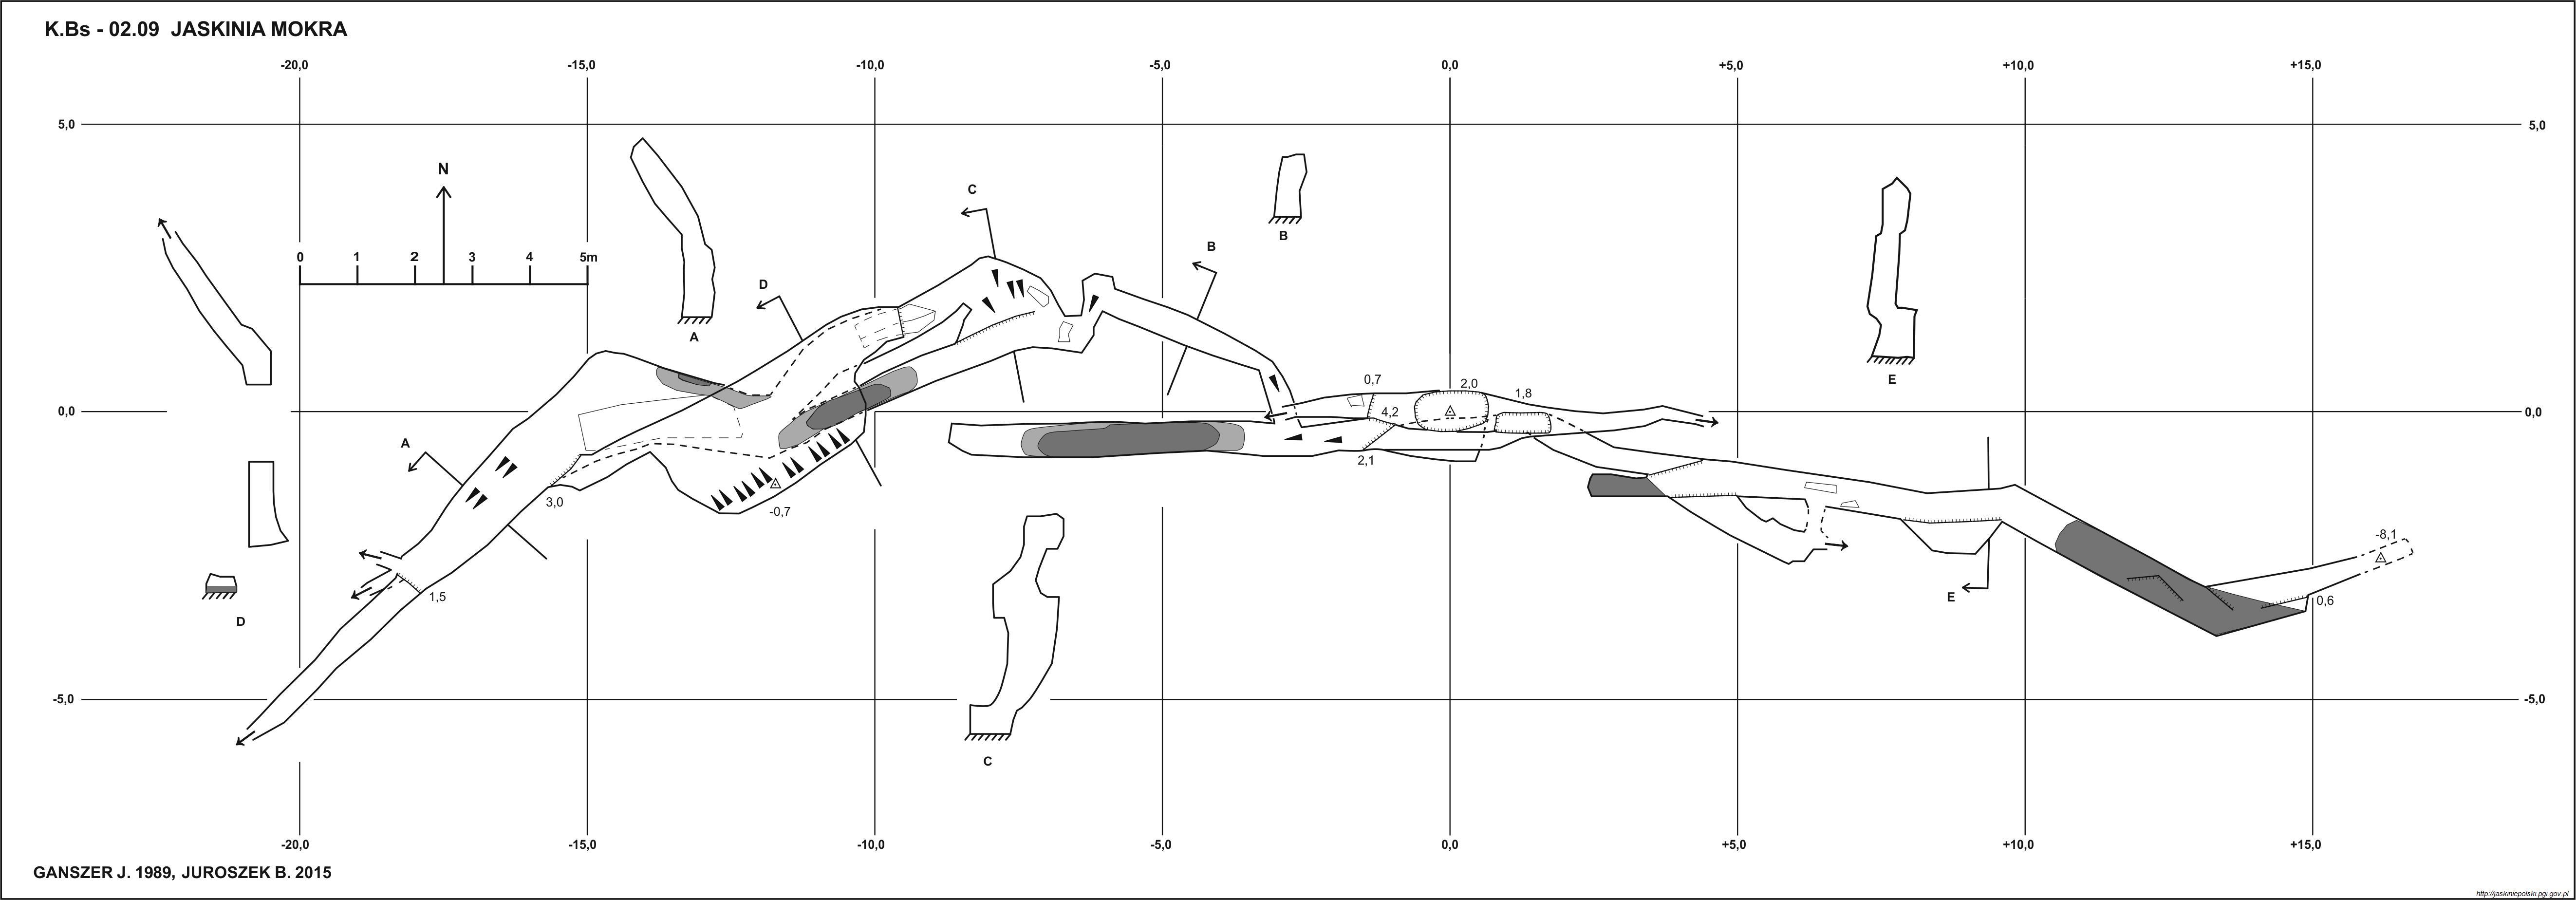 K.Bs - 02.09 JASKINIA MOKRA
-20,0 -15,0 -10,0 -5,0 0,0 +5,0 +10,0 +15,0
5,0 5,0
N
0 1 2 3 4 5m
A
B
C
D
B
E
D
A
0,7 2,0 1,8
4,2
2,1
0,0 0,0
A
3,0
-0,7
-8,1
1,5
0,6
E
D
C
-5,0 -5,0
-20,0 -15,0 -10,0 -5,0 0,0 +5,0 +10,0 +15,0
GANSZER J. 1989, JUROSZEK B. 2015
http://jaskiniepolski.pgi.gov.pl